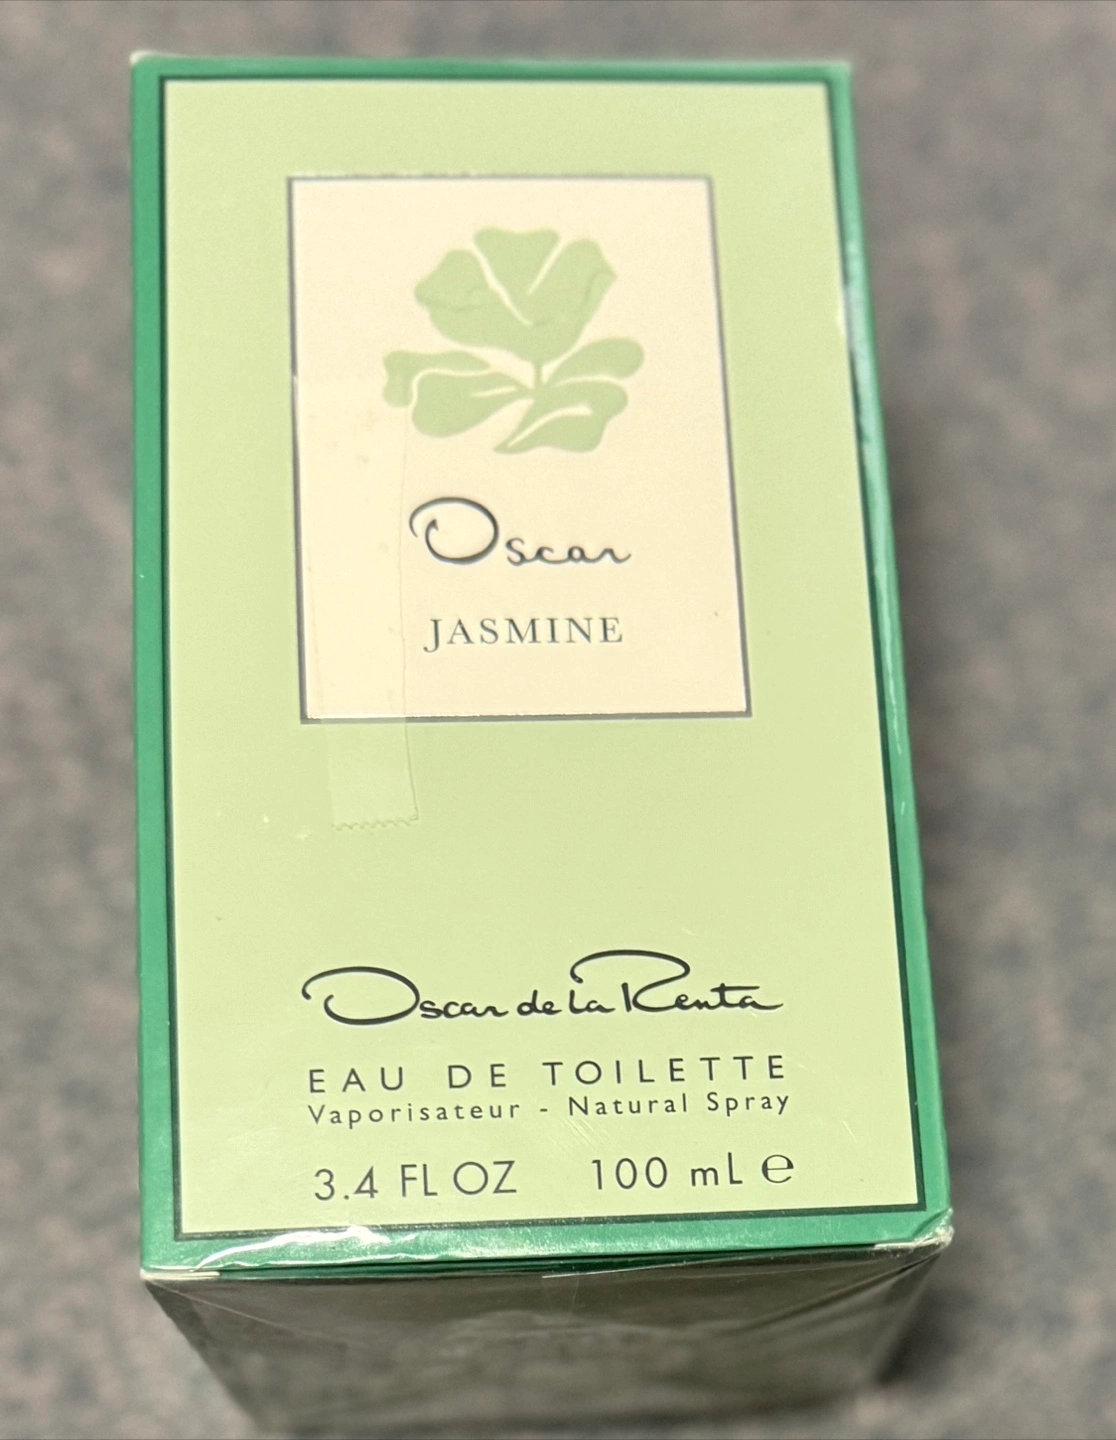 Oscar
JASMINE
Oscar de la Renta
EAU DE TOILETTE
Vaporisateur - Natural Spray
3.4 FL OZ 100 mL ℮